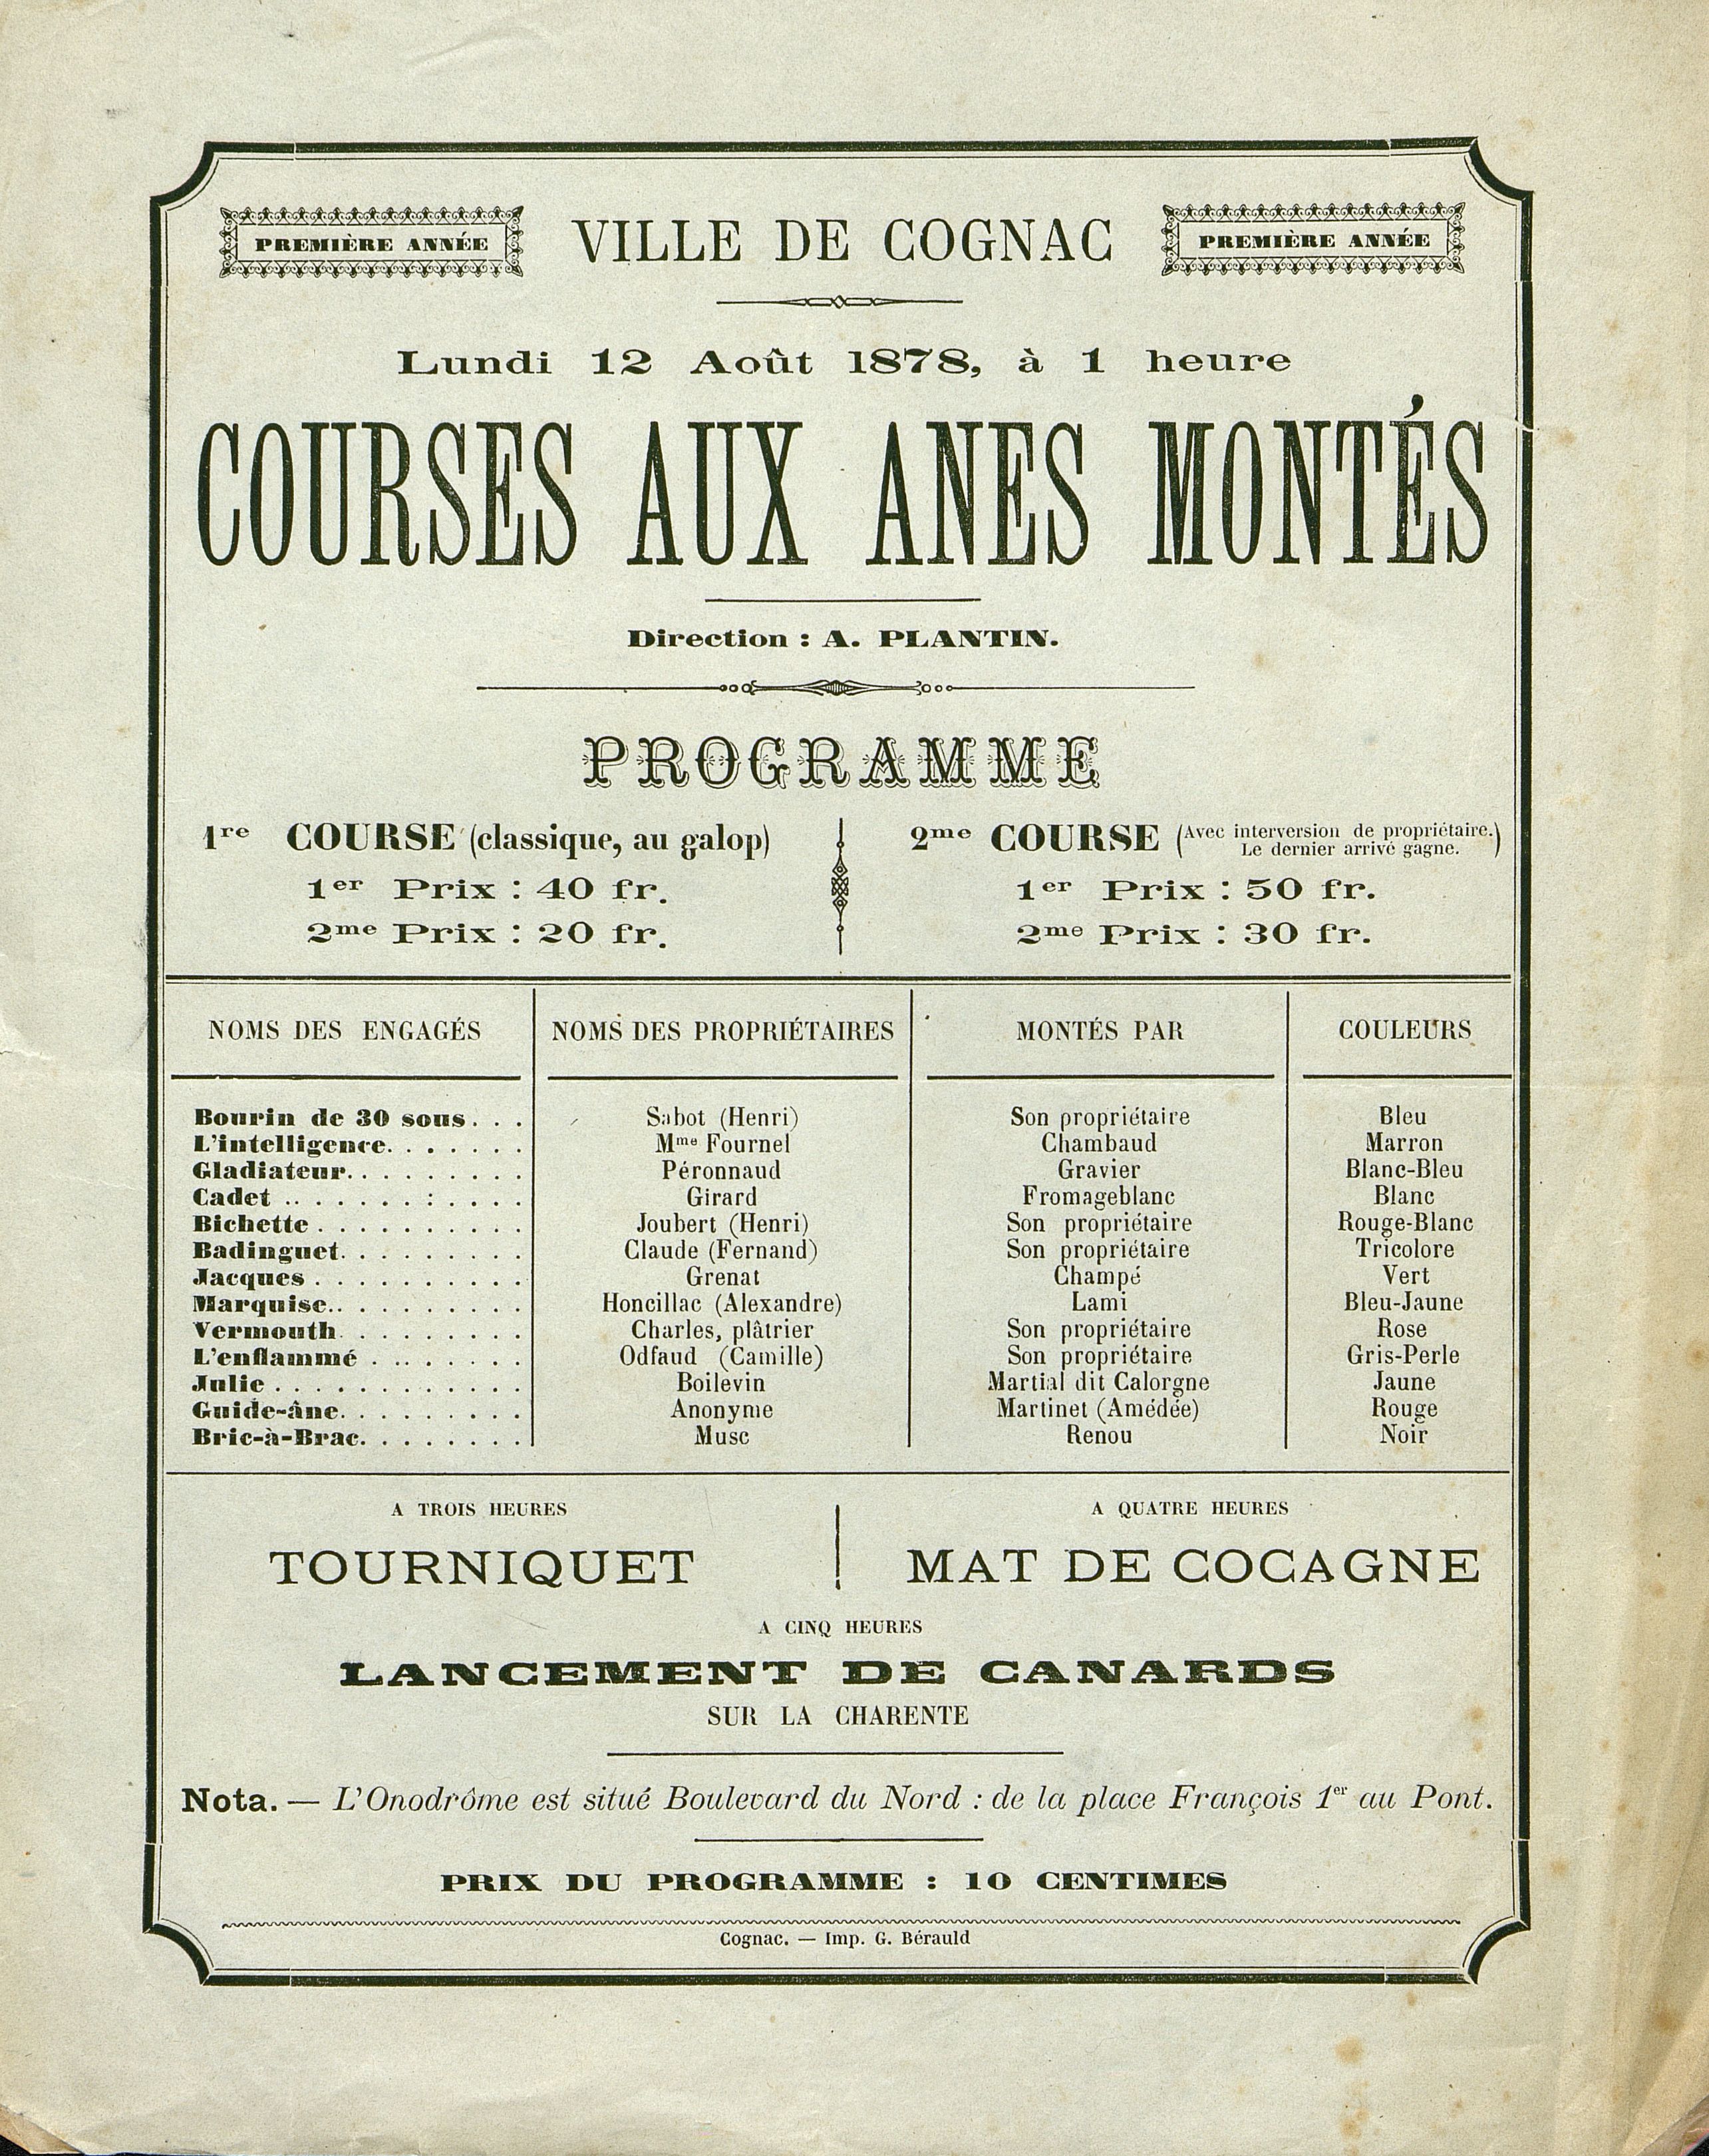 PREMIÈRE ANNÉE VILLE DE COGNAC PREMIÈRE ANNÉE
Lundi 12 Août 1878, à 1 heure
COURSES AUX ANES MONTÉS
Direction : A. PLANTIN.
PROGRAMME
1re COURSE (classique, au galop)
1er Prix : 40 fr.
2me Prix : 20 fr.
2me COURSE (Avec interversion de propriétaire. Le dernier arrivé gagne.)
1er Prix : 50 fr.
2me Prix : 30 fr.
NOMS DES ENGAGÉS NOMS DES PROPRIÉTAIRES MONTÉS PAR COULEURS
Bourin de 30 sous. . . Sabot (Henri) Son propriétaire Bleu
L'intelligence. . . . . . . Mme Fournel Chambaud Marron
Gladiateur. . . . . . . . . Péronnaud Gravier Blanc-Bleu
Cadet .. . . . . . : . . . . Girard Fromageblanc Blanc
Bichette . . . . . . . . . . Joubert (Henri) Son propriétaire Rouge-Blanc
Badinguet. . . . . . . . . Claude (Fernand) Son propriétaire Tricolore
Jacques . . . . . . . . . . Grenat Champé Vert
Marquise.. . . . . . . . . Honcillac (Alexandre) Lami Bleu-Jaune
Vermouth. . . . . . . . . Charles, plâtrier Son propriétaire Rose
L'enflammé . . .. . . . . . Odfaud (Camille) Son propriétaire Gris-Perle
Julie . . . . . . . . . . . . Boilevin Martial dit Calorgne Jaune
Guide-âne. . . . . . . . . Anonyme Martinet (Amédée) Rouge
Bric-à-Brac. . . . . . . . Musc Renou Noir
A TROIS HEURES
TOURNIQUET
A QUATRE HEURES
MAT DE COCAGNE
A CINQ HEURES
LANCEMENT DE CANARDS
SUR LA CHARENTE
Nota. — L'Onodrôme est situé Boulevard du Nord : de la place François 1er au Pont.
PRIX DU PROGRAMME : 10 CENTIMES
Cognac. — Imp. G. Bérauld